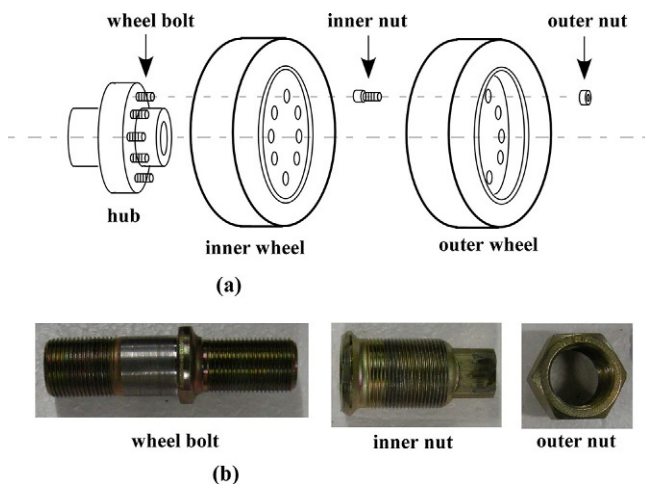 wheel bolt
inner nut
outer nut
hub
inner wheel
outer wheel
(a)
wheel bolt
inner nut
outer nut
(b)